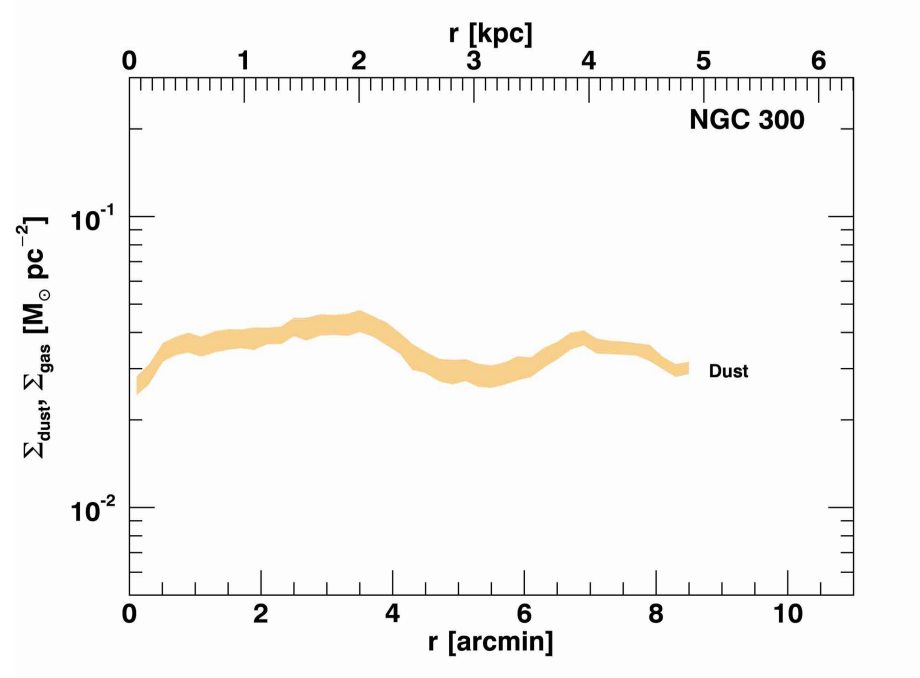 r [kpc]
0 1 2 3 4 5 6
NGC 300
Σdust, Σgas [M☉ pc⁻²]
10⁻¹
Dust
10⁻²
0 2 4 6 8 10
r [arcmin]